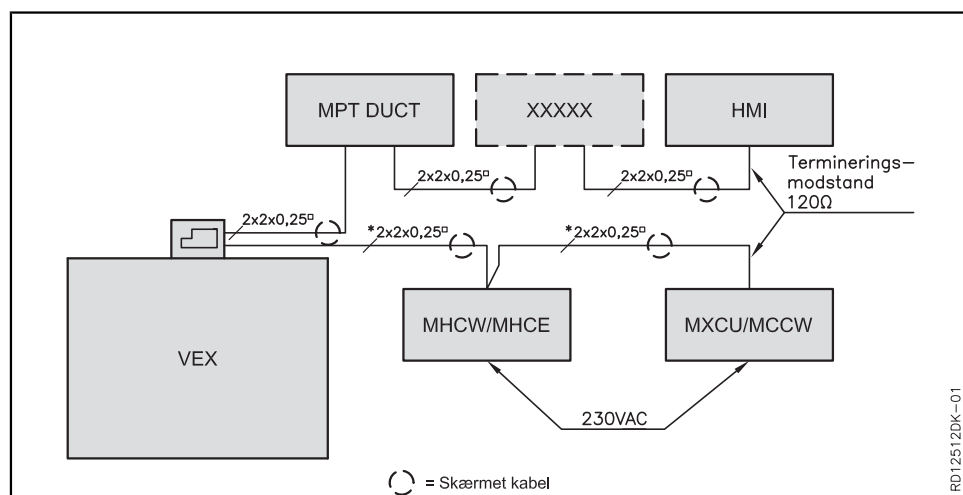 MPT DUCT
XXXXX
HMI
Terminerings-
modstand
120Ω
2x2x0,25□
2x2x0,25□
2x2x0,25□
*2x2x0,25□
*2x2x0,25□
VEX
MHCW/MHCE
MXCU/MCCW
230VAC
= Skærmet kabel
RD12512DK-01